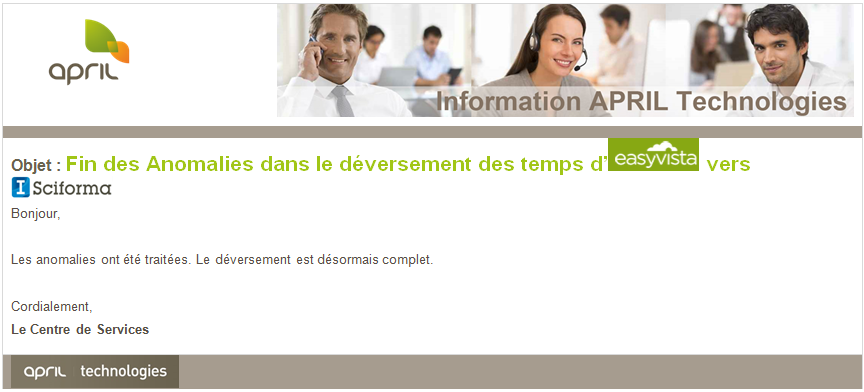 april
Information APRIL Technologies
Objet : Fin des Anomalies dans le déversement des temps d' easyvista vers
I Sciforma
Bonjour,
Les anomalies ont été traitées. Le déversement est désormais complet.
Cordialement,
Le Centre de Services
april technologies